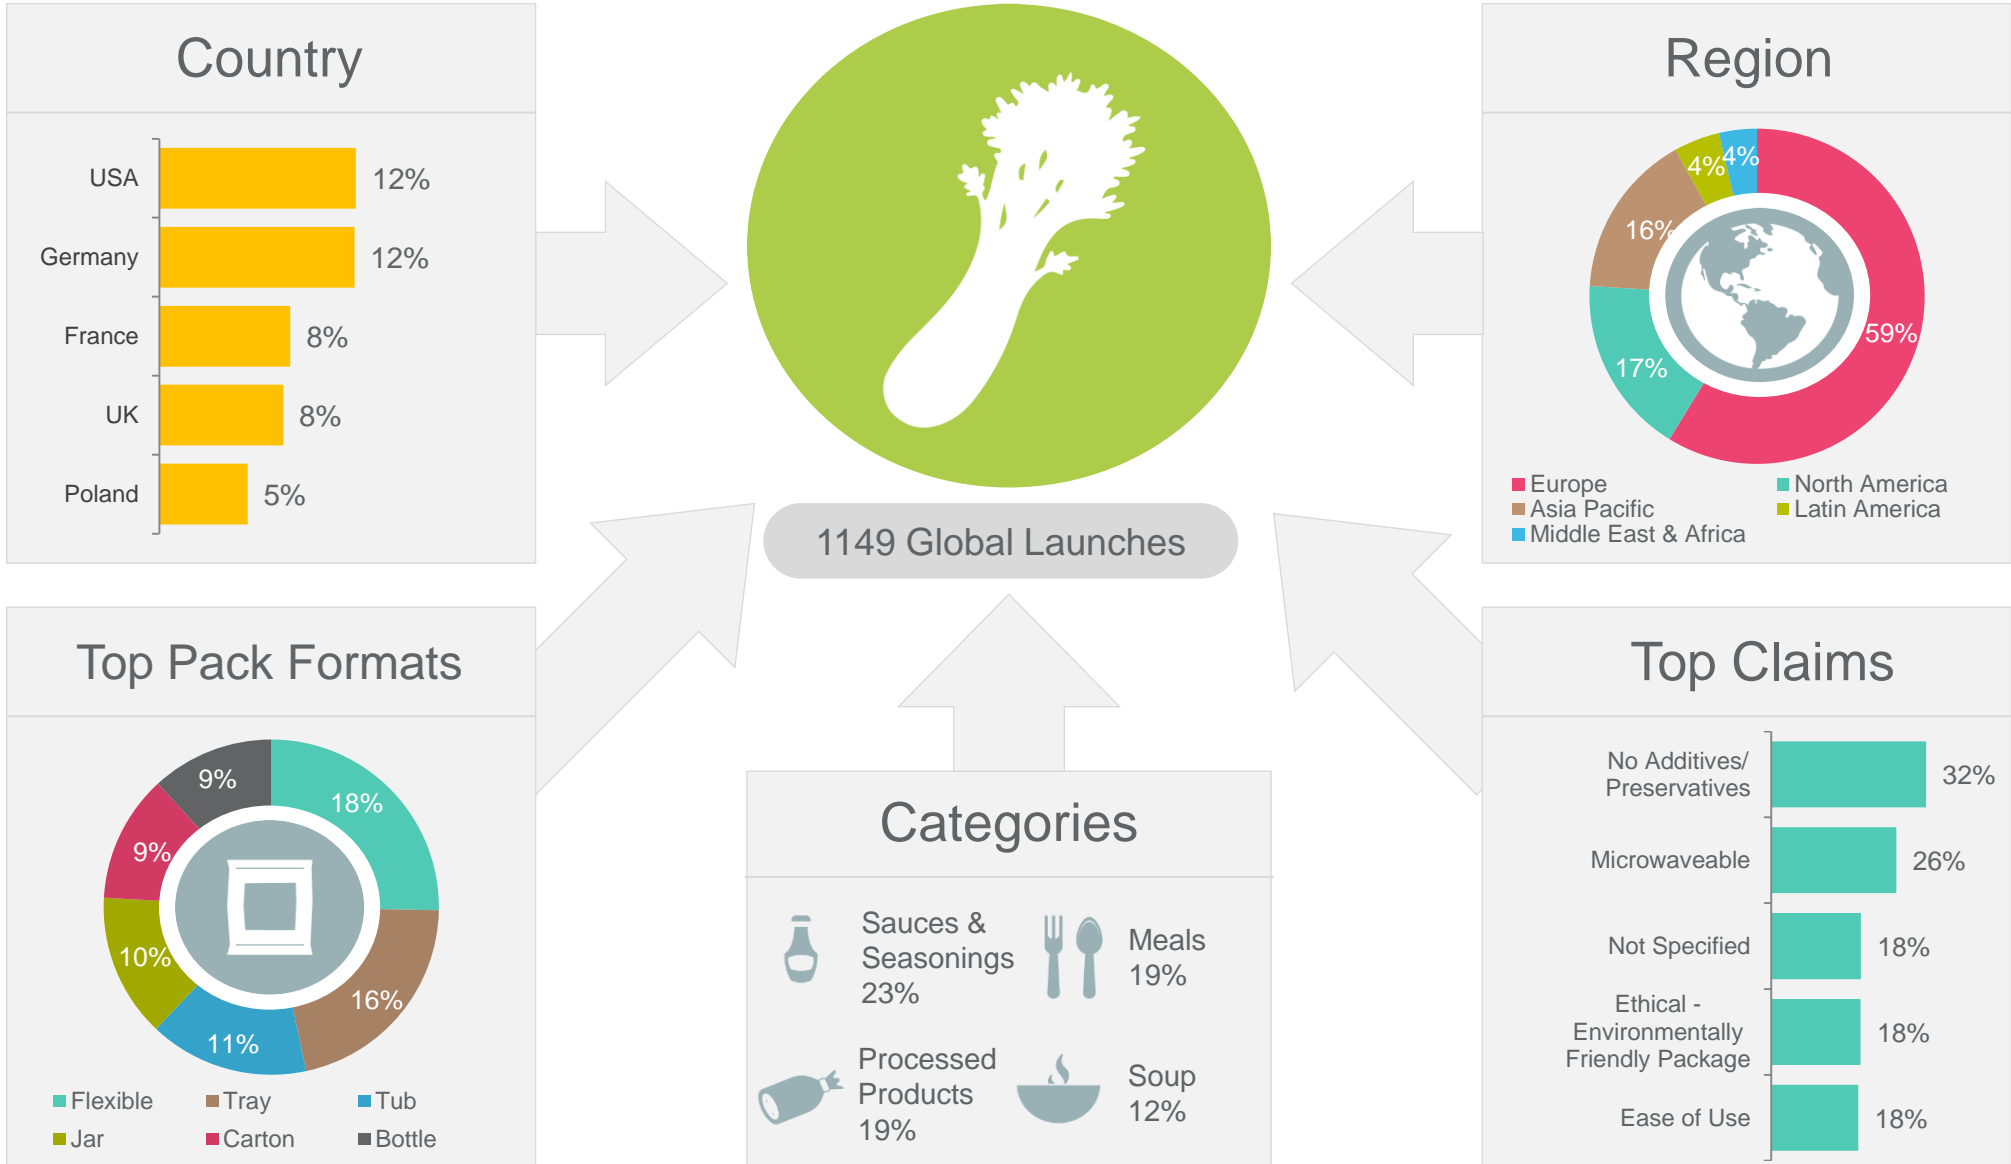 Country
USA 12%
Germany 12%
France 8%
UK 8%
Poland 5%
1149 Global Launches
Region
4% 4%
16%
59%
17%
Europe North America
Asia Pacific Latin America
Middle East & Africa
Top Pack Formats
9% 18%
9%
10% 16%
11%
Flexible Tray Tub
Jar Carton Bottle
Categories
Sauces &
Seasonings
23%
Meals
19%
Processed
Products
19%
Soup
12%
Top Claims
No Additives/
Preservatives 32%
Microwaveable 26%
Not Specified 18%
Ethical -
Environmentally 18%
Friendly Package
Ease of Use 18%